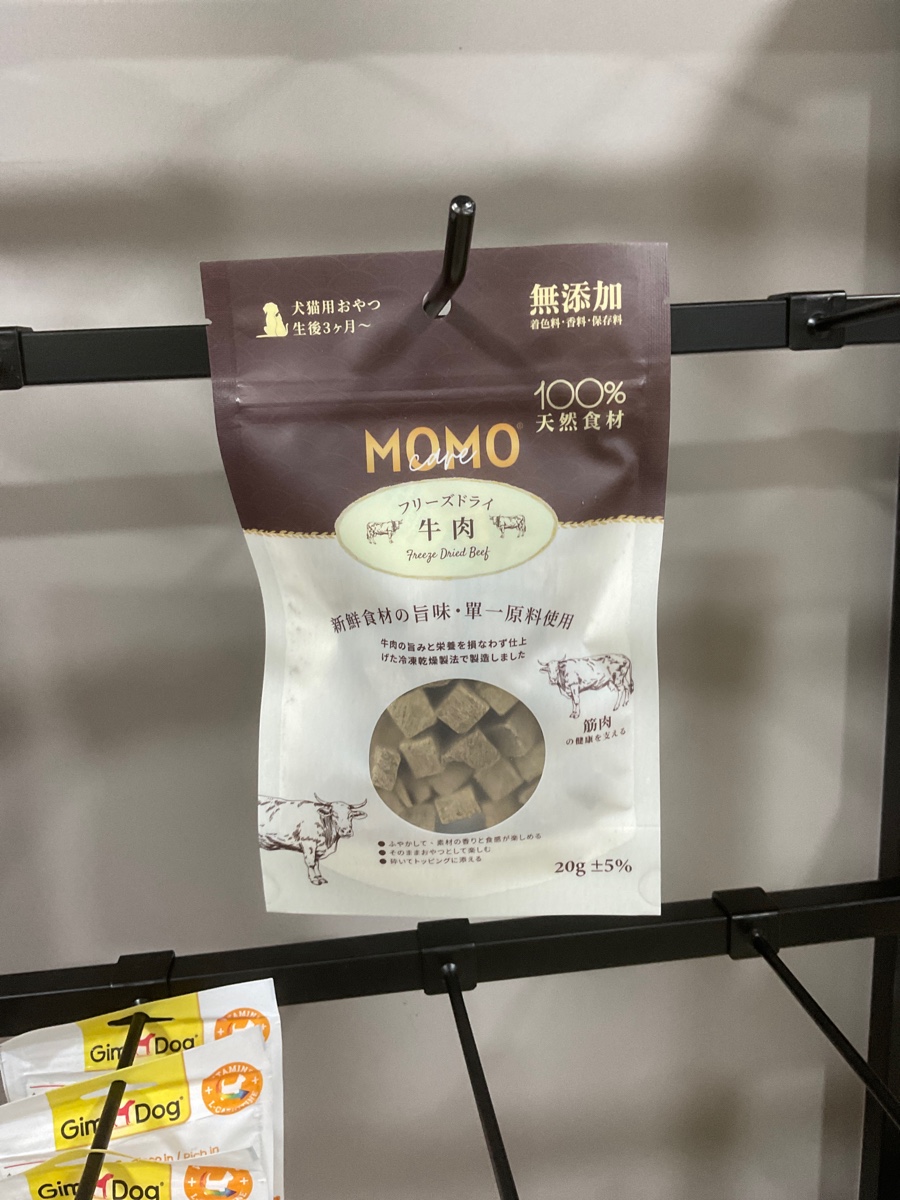 犬猫用おやつ
生後3ヶ月～
無添加
着色料・香料・保存料
100%
天然食材
MOMO®
care
フリーズドライ
牛肉
Freeze Dried Beef
新鮮食材の旨味・單一原料使用
牛肉の旨みと栄養を損なわず仕上
げた冷凍乾燥製法で製造しました
筋肉
の健康を支える
● ふやかして、素材の香りと食感が楽しめる
● そのままおやつとして楽しむ
● 砕いてトッピングに添える
20g ±5%
GimDog
GimDog®
Rich in
GimDog